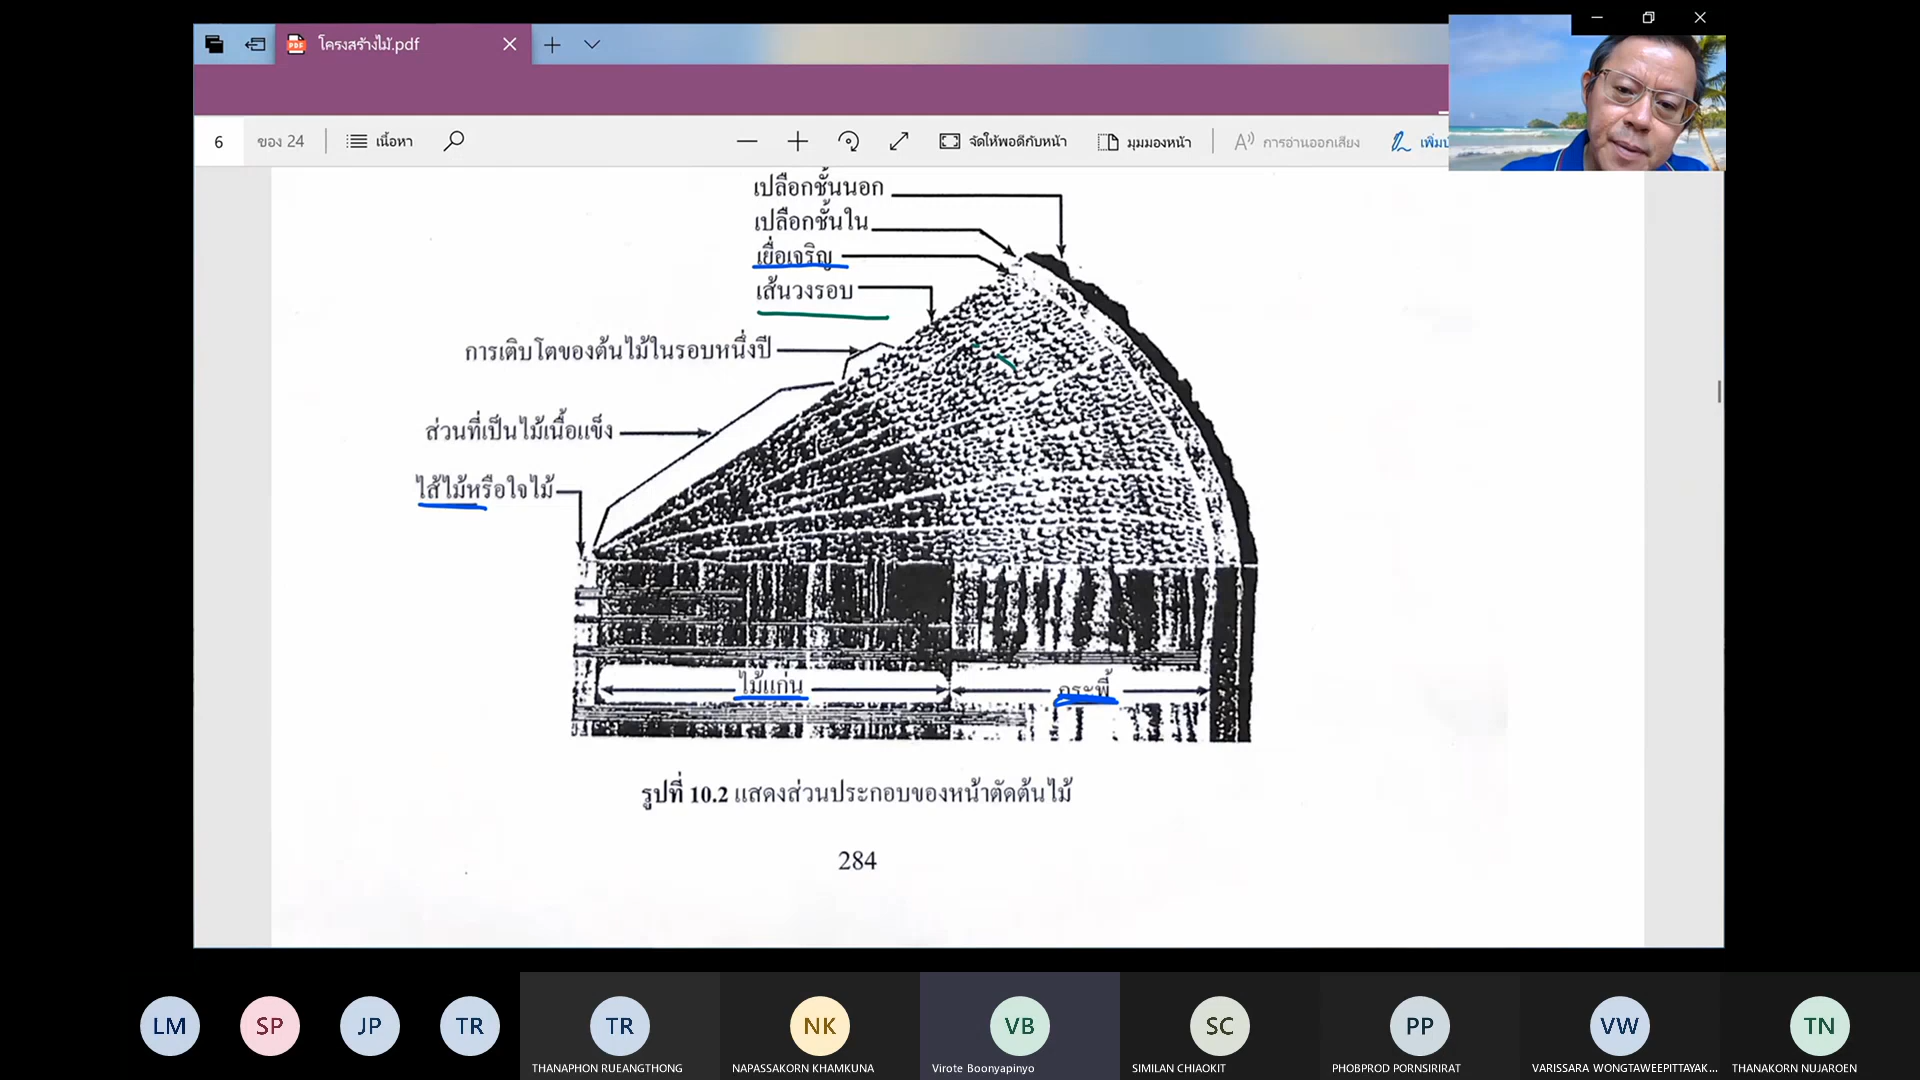 โครงสร้างไม้.pdf
6 ของ 24 เนื้อหา จัดให้พอดีกับหน้า มุมมองหน้า การอ่านออกเสียง
เปลือกชั้นนอก
เปลือกชั้นใน
เยื่อเจริญ
เส้นวงรอบ
การเติบโตของต้นไม้ในรอบหนึ่งปี
ส่วนที่เป็นไม้เนื้อแข็ง
ไส้ไม้หรือใจไม้
ไม้แก่น กระพี้
รูปที่ 10.2 แสดงส่วนประกอบของหน้าตัดต้นไม้
284
LM SP JP TR TR NK VB SC PP VW TN
THANAPHON RUEANGTHONG NAPASSAKORN KHAMKUNA Virote Boonyapinyo SIMILAN CHIAOKIT PHOBPROD PORNSIRIRAT VARISSARA WONGTAWEEPITTAYAK... THANAKORN NUJAROEN